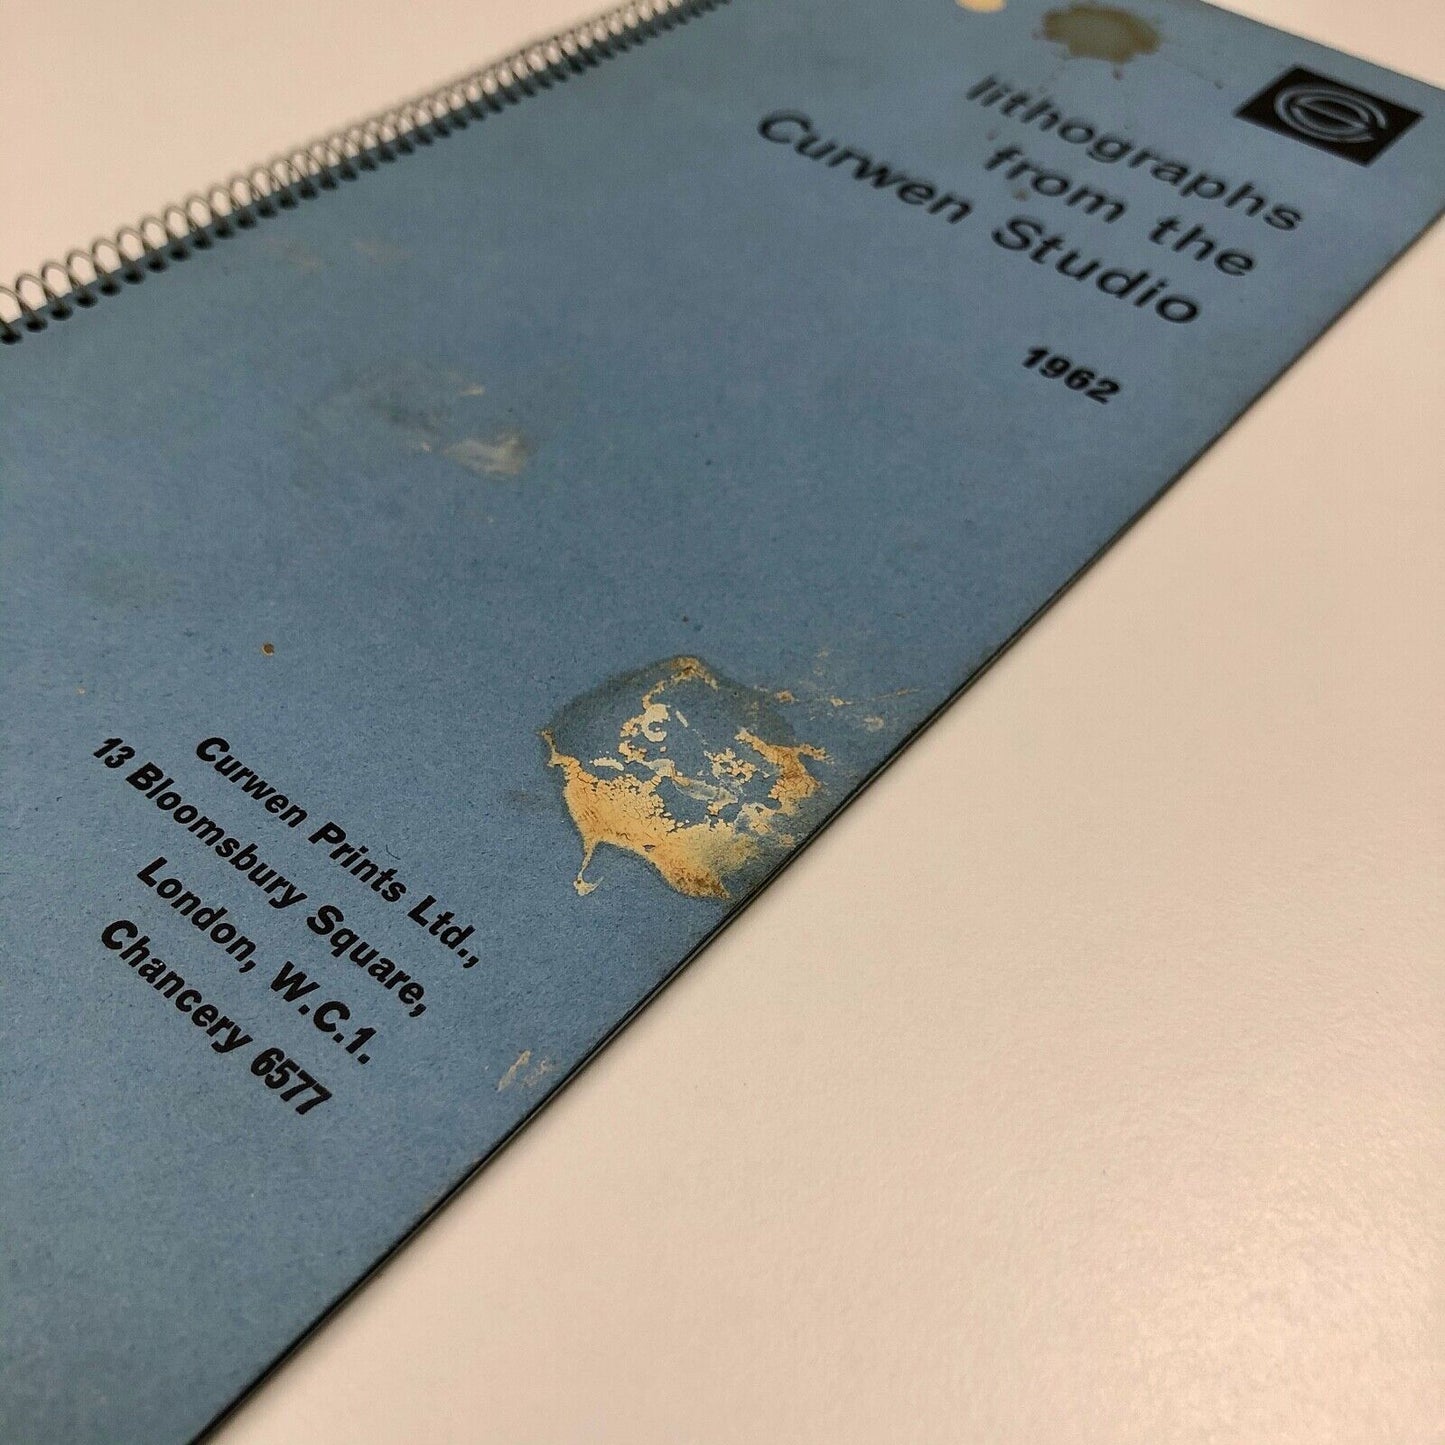 lithographs
from the
Curwen Studio
1962
Curwen Prints Ltd.,
13 Bloomsbury Square,
London, W.C.1.
Chancery 6577